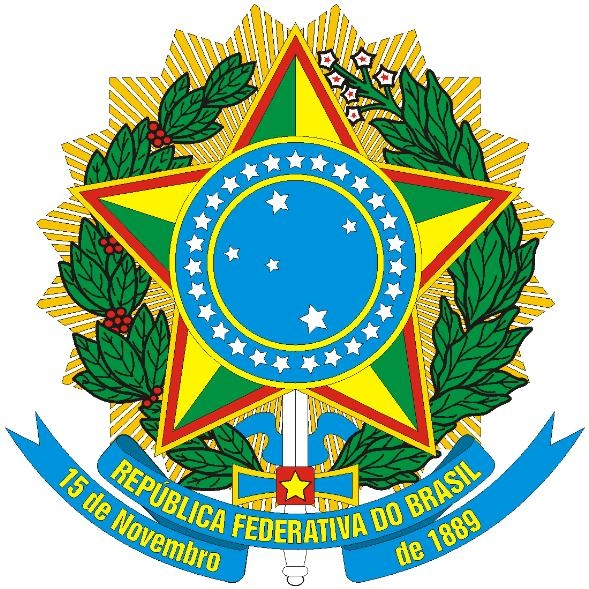 REPÚBLICA FEDERATIVA DO BRASIL
15 de Novembro
de 1889